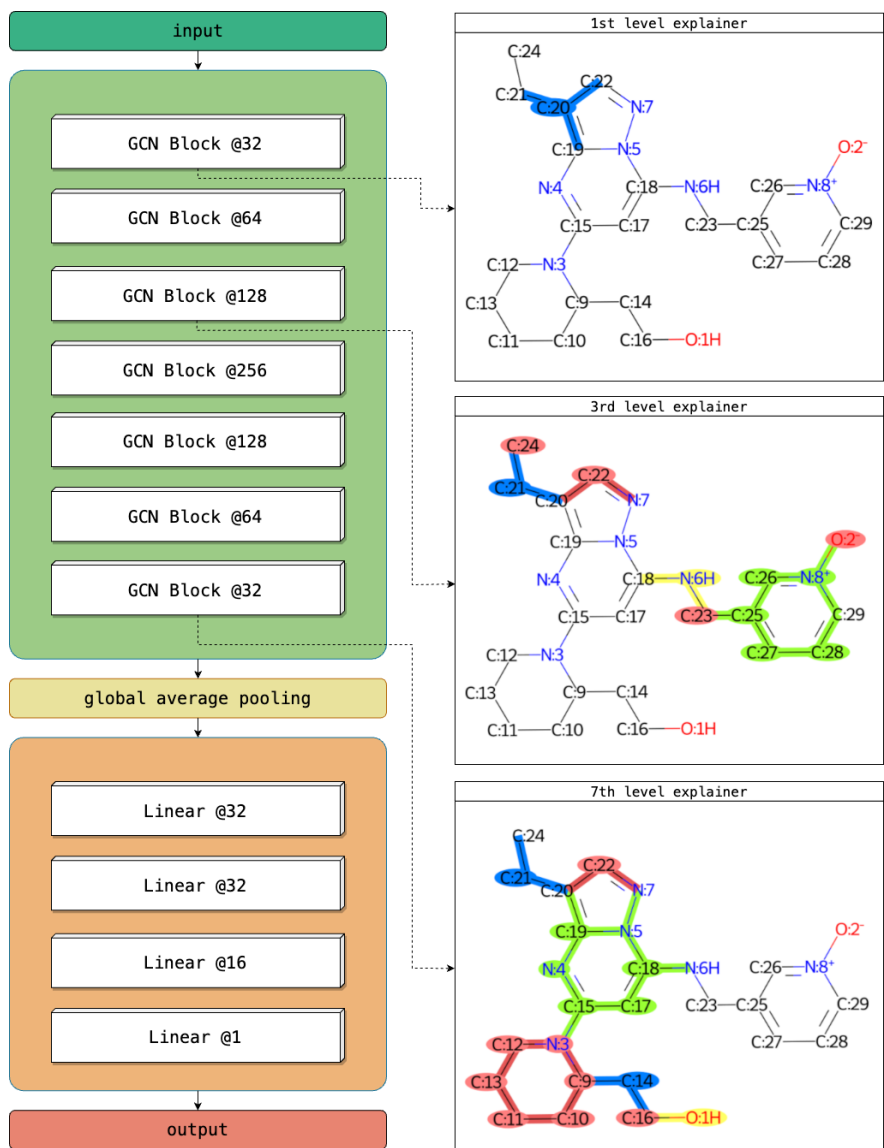 input
GCN Block @32
GCN Block @64
GCN Block @128
GCN Block @256
GCN Block @128
GCN Block @64
GCN Block @32
global average pooling
Linear @32
Linear @32
Linear @16
Linear @1
output
1st level explainer
C:24
C:21 C:20 C:22
N:7
C:19 N:5
O:2⁻
N:4 C:18 N:6H C:26 N:8⁺
C:15 C:17 C:23 C:25 C:29
C:12 N:3 C:27 C:28
C:13 C:9 C:14
C:11 C:10 C:16 O:1H
3rd level explainer
C:24
C:22
C:21 C:20 N:7
C:19 N:5 O:2⁻
N:4 C:18 N:6H C:26 N:8⁺
C:15 C:17 C:23 C:25 C:29
C:12 N:3 C:27 C:28
C:13 C:9 C:14
C:11 C:10 C:16 O:1H
7th level explainer
C:24
C:22
C:21 C:20 N:7
C:19 N:5 O:2⁻
N:4 C:18 N:6H C:26 N:8⁺
C:15 C:17 C:23 C:25 C:29
C:12 N:3 C:27 C:28
C:13 C:9 C:14
C:11 C:10 C:16 O:1H